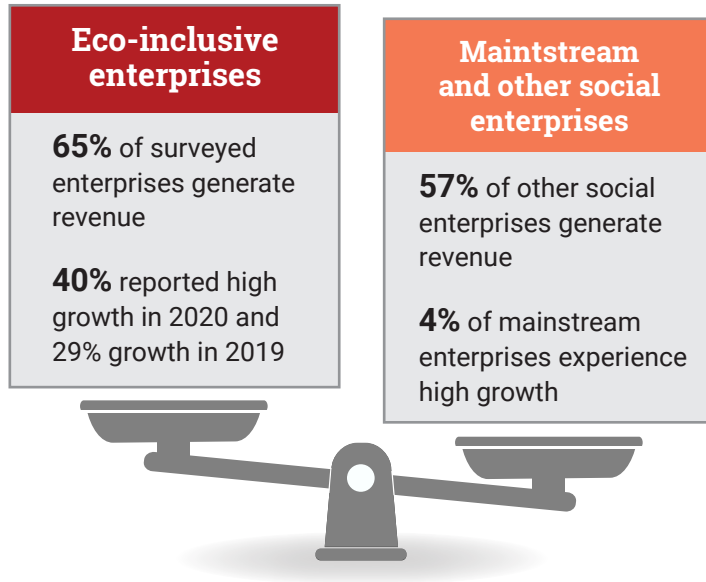 Eco-inclusive
enterprises
65% of surveyed
enterprises generate
revenue
40% reported high
growth in 2020 and
29% growth in 2019
Maintstream
and other social
enterprises
57% of other social
enterprises generate
revenue
4% of mainstream
enterprises experience
high growth